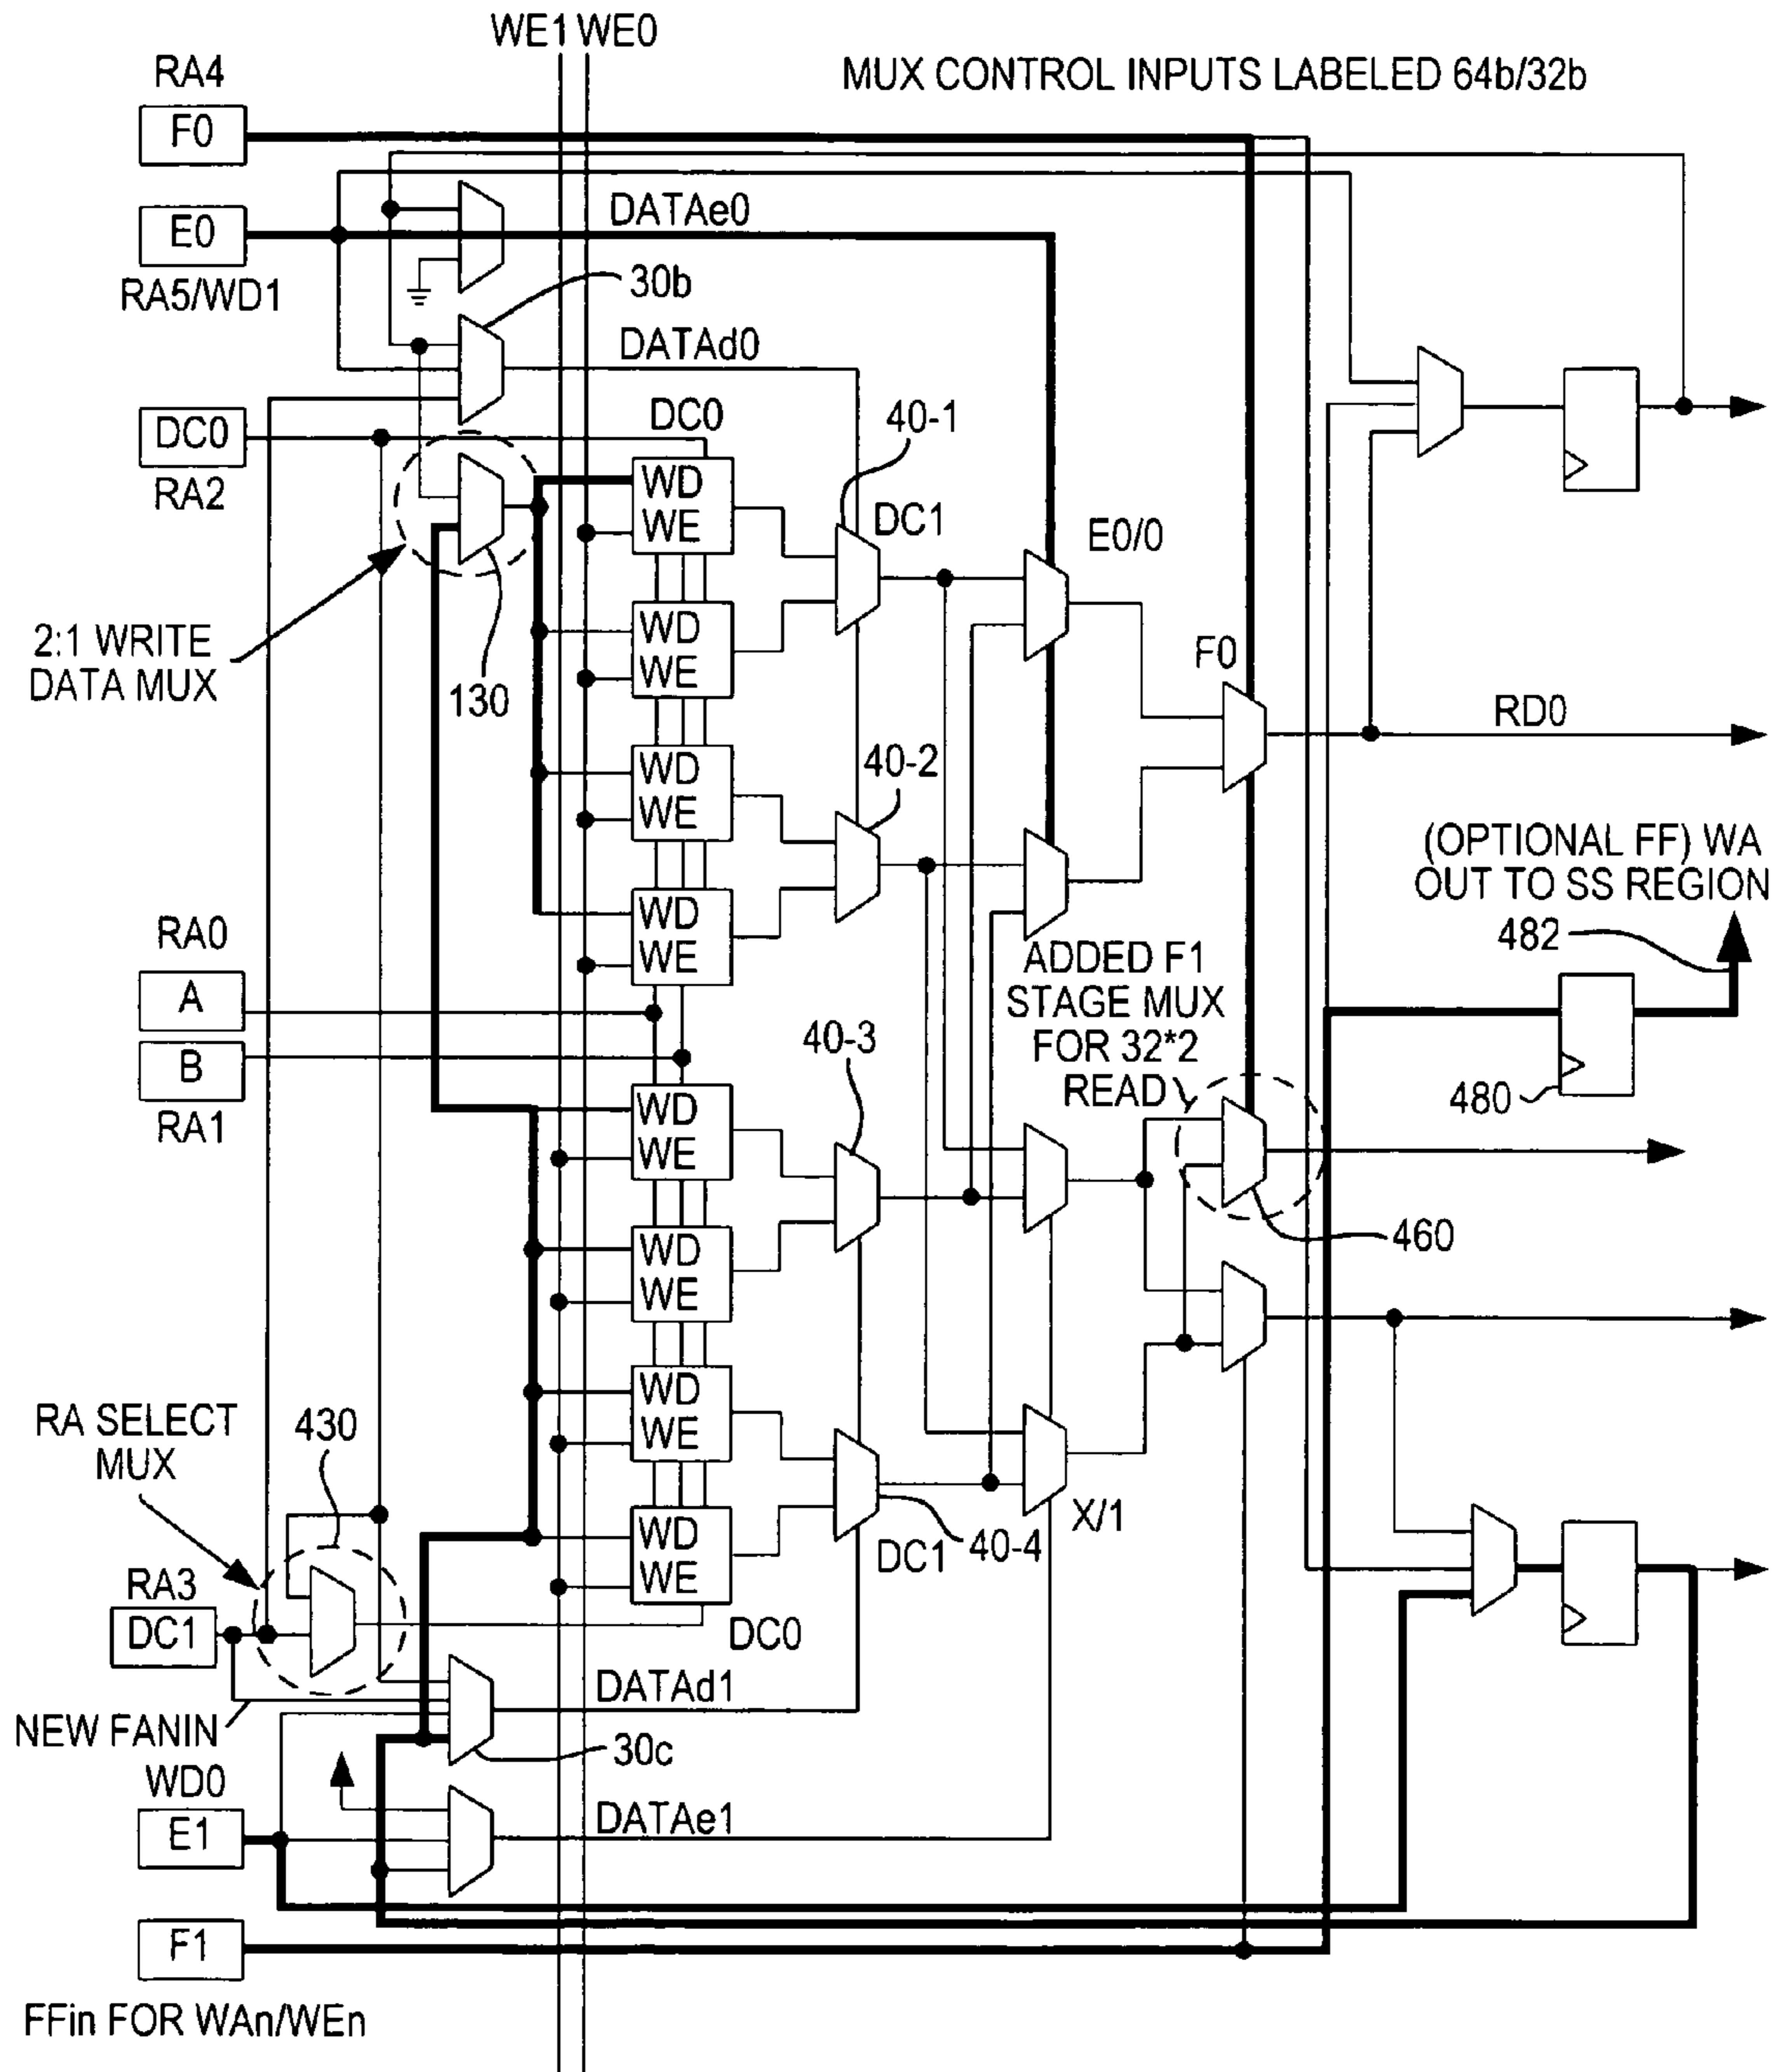 WE1 WE0
RA4
MUX CONTROL INPUTS LABELED 64b/32b
F0
E0
DATAe0
RA5/WD1
30b
DATAd0
DC0
DC0
40-1
RA2
WD
WE
DC1
E0/0
2:1 WRITE
DATA MUX
130
WD
WE
F0
RD0
WD
WE
40-2
(OPTIONAL FF) WA
OUT TO SS REGION
482
RA0
WD
WE
A
ADDED F1
STAGE MUX
FOR 32*2
READ
B
40-3
480
RA1
WD
WE
460
WD
WE
RA SELECT
MUX
430
WD
WE
X/1
RA3
DC1
WD
WE
DC1
40-4
DC0
DATAd1
NEW FANIN
30c
WD0
E1
DATAe1
F1
FFin FOR WAn/WEn